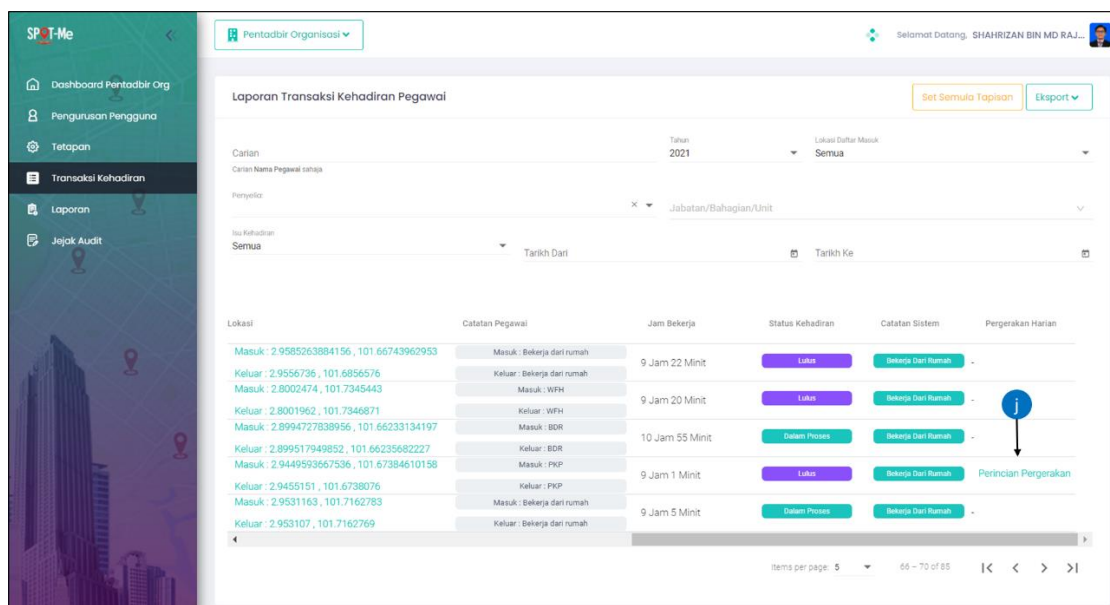 SPOT-Me
Pentadbir Organisasi
Selamat Datang, SHAHRIZAN BIN MD RAJ...
Dashboard Pentadbir Org
Pengurusan Pengguna
Tetapan
Transaksi Kehadiran
Laporan
Jejak Audit
Laporan Transaksi Kehadiran Pegawai
Set Semula Tapisan
Eksport
Carian
Carian Nama Pegawai sahaja
Tahun
2021
Lokasi Daftar Masuk
Semua
Penyelia
Jabatan/Bahagian/Unit
Isu Kehadiran
Semua
Tarikh Dari
Tarikh Ke
Lokasi Catatan Pegawai Jam Bekerja Status Kehadiran Catatan Sistem Pergerakan Harian
Masuk : 2.9585263884156 , 101.66743962953 Masuk : Bekerja dari rumah
9 Jam 22 Minit Lulus Bekerja Dari Rumah -
Keluar : 2.9556736 , 101.6856576 Keluar : Bekerja dari rumah
Masuk : 2.8002474 , 101.7345443 Masuk : WFH
9 Jam 20 Minit Lulus Bekerja Dari Rumah -
Keluar : 2.8001962 , 101.7346871 Keluar : WFH
j
Masuk : 2.8994727838956 , 101.66233134197 Masuk : BDR
10 Jam 55 Minit Dalam Proses Bekerja Dari Rumah -
Keluar : 2.899517949852 , 101.66235682227 Keluar : BDR
Masuk : 2.9449593667536 , 101.67384610158 Masuk : PKP
9 Jam 1 Minit Lulus Bekerja Dari Rumah Perincian Pergerakan
Keluar : 2.9455151 , 101.6738076 Keluar : PKP
Masuk : 2.9531163 , 101.7162783 Masuk : Bekerja dari rumah
9 Jam 5 Minit Dalam Proses Bekerja Dari Rumah -
Keluar : 2.953107 , 101.7162769 Keluar : Bekerja dari rumah
Items per page: 5 66 – 70 of 85